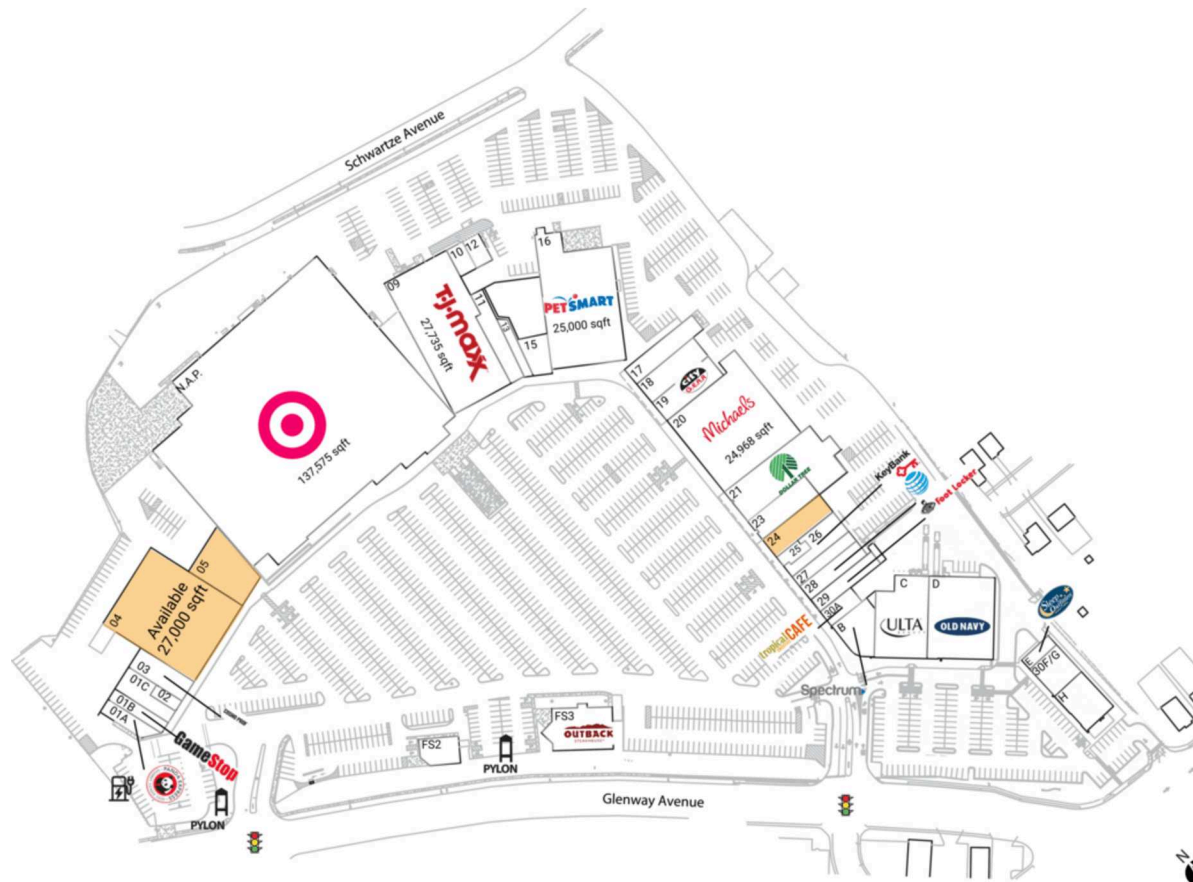 Schwartze Avenue
16
10
12
09
T.J.maxx
27,735 sqft
11
13
15
PETSMART
25,000 sqft
N.A.P.
137,575 sqft
17
18
19
CITY
GEAR
20
Michaels
24,968 sqft
21
DOLLAR TREE
KeyBank
Foot Locker
23
24
25
26
27
28
29
30A
B
C
D
ULTA
OLD NAVY
tropical CAFE
Spectrum
E
30F/G
H
05
04
Available
27,000 sqft
03
01C
02
01B
01A
GameStop
PYLON
FS2
PYLON
FS3
OUTBACK
Glenway Avenue
N